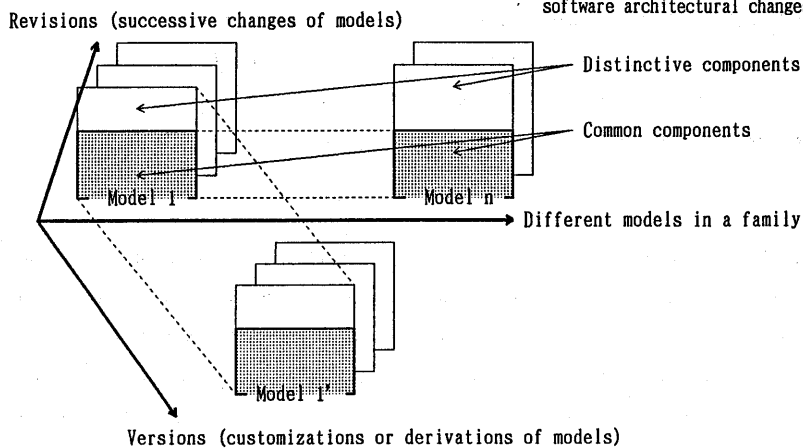 software architectural change
Revisions (successive changes of models)
Distinctive components
Common components
Model 1
Model n
Different models in a family
Model 1'
Versions (customizations or derivations of models)